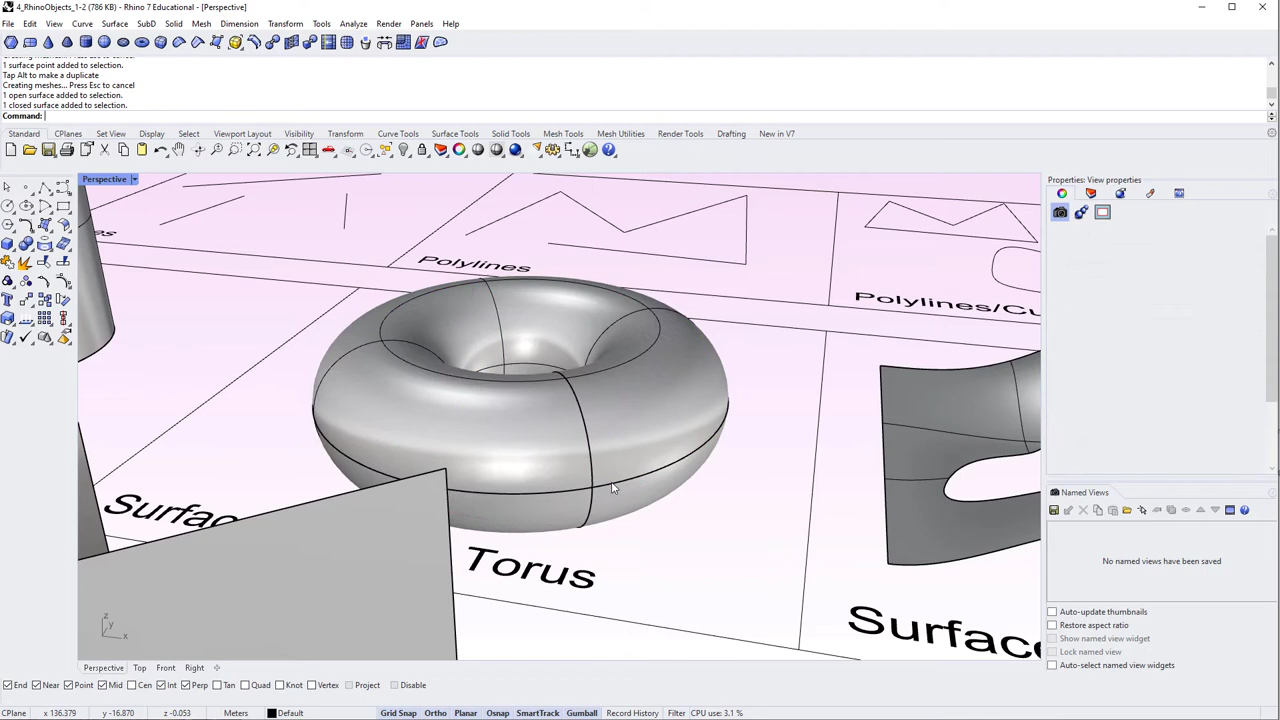 4_RhinoObjects_1-2 (786 KB) - Rhino 7 Educational - [Perspective]
File Edit View Curve Surface SubD Solid Mesh Dimension Transform Tools Analyze Render Panels Help
1 surface point added to selection.
Tap Alt to make a duplicate
Creating meshes... Press Esc to cancel
1 open surface added to selection.
1 closed surface added to selection.
Command:
Standard CPlanes Set View Display Select Viewport Layout Visibility Transform Curve Tools Surface Tools Solid Tools Mesh Tools Mesh Utilities Render Tools Drafting New in V7
Perspective
Properties: View properties
Polylines
Polylines/Cu
Torus
Surface
Named Views
No named views have been saved
Auto-update thumbnails
Restore aspect ratio
Show named view widget
Lock named view
Auto-select named view widgets
z
y
x
Perspective Top Front Right
End Near Point Mid Cen Int Perp Tan Quad Knot Vertex Project Disable
CPlane x 136.379 y -16.870 z -0.053 Meters Default Grid Snap Ortho Planar Osnap SmartTrack Gumball Record History Filter CPU use: 3.1 %